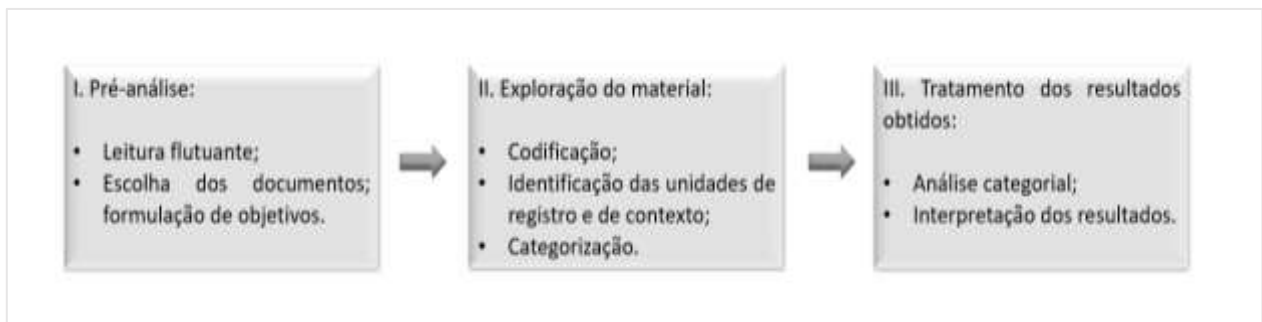 I. Pré-análise:
• Leitura flutuante;
• Escolha dos documentos;
formulação de objetivos.
II. Exploração do material:
• Codificação;
• Identificação das unidades de
registro e de contexto;
• Categorização.
III. Tratamento dos resultados
obtidos:
• Análise categorial;
• Interpretação dos resultados.